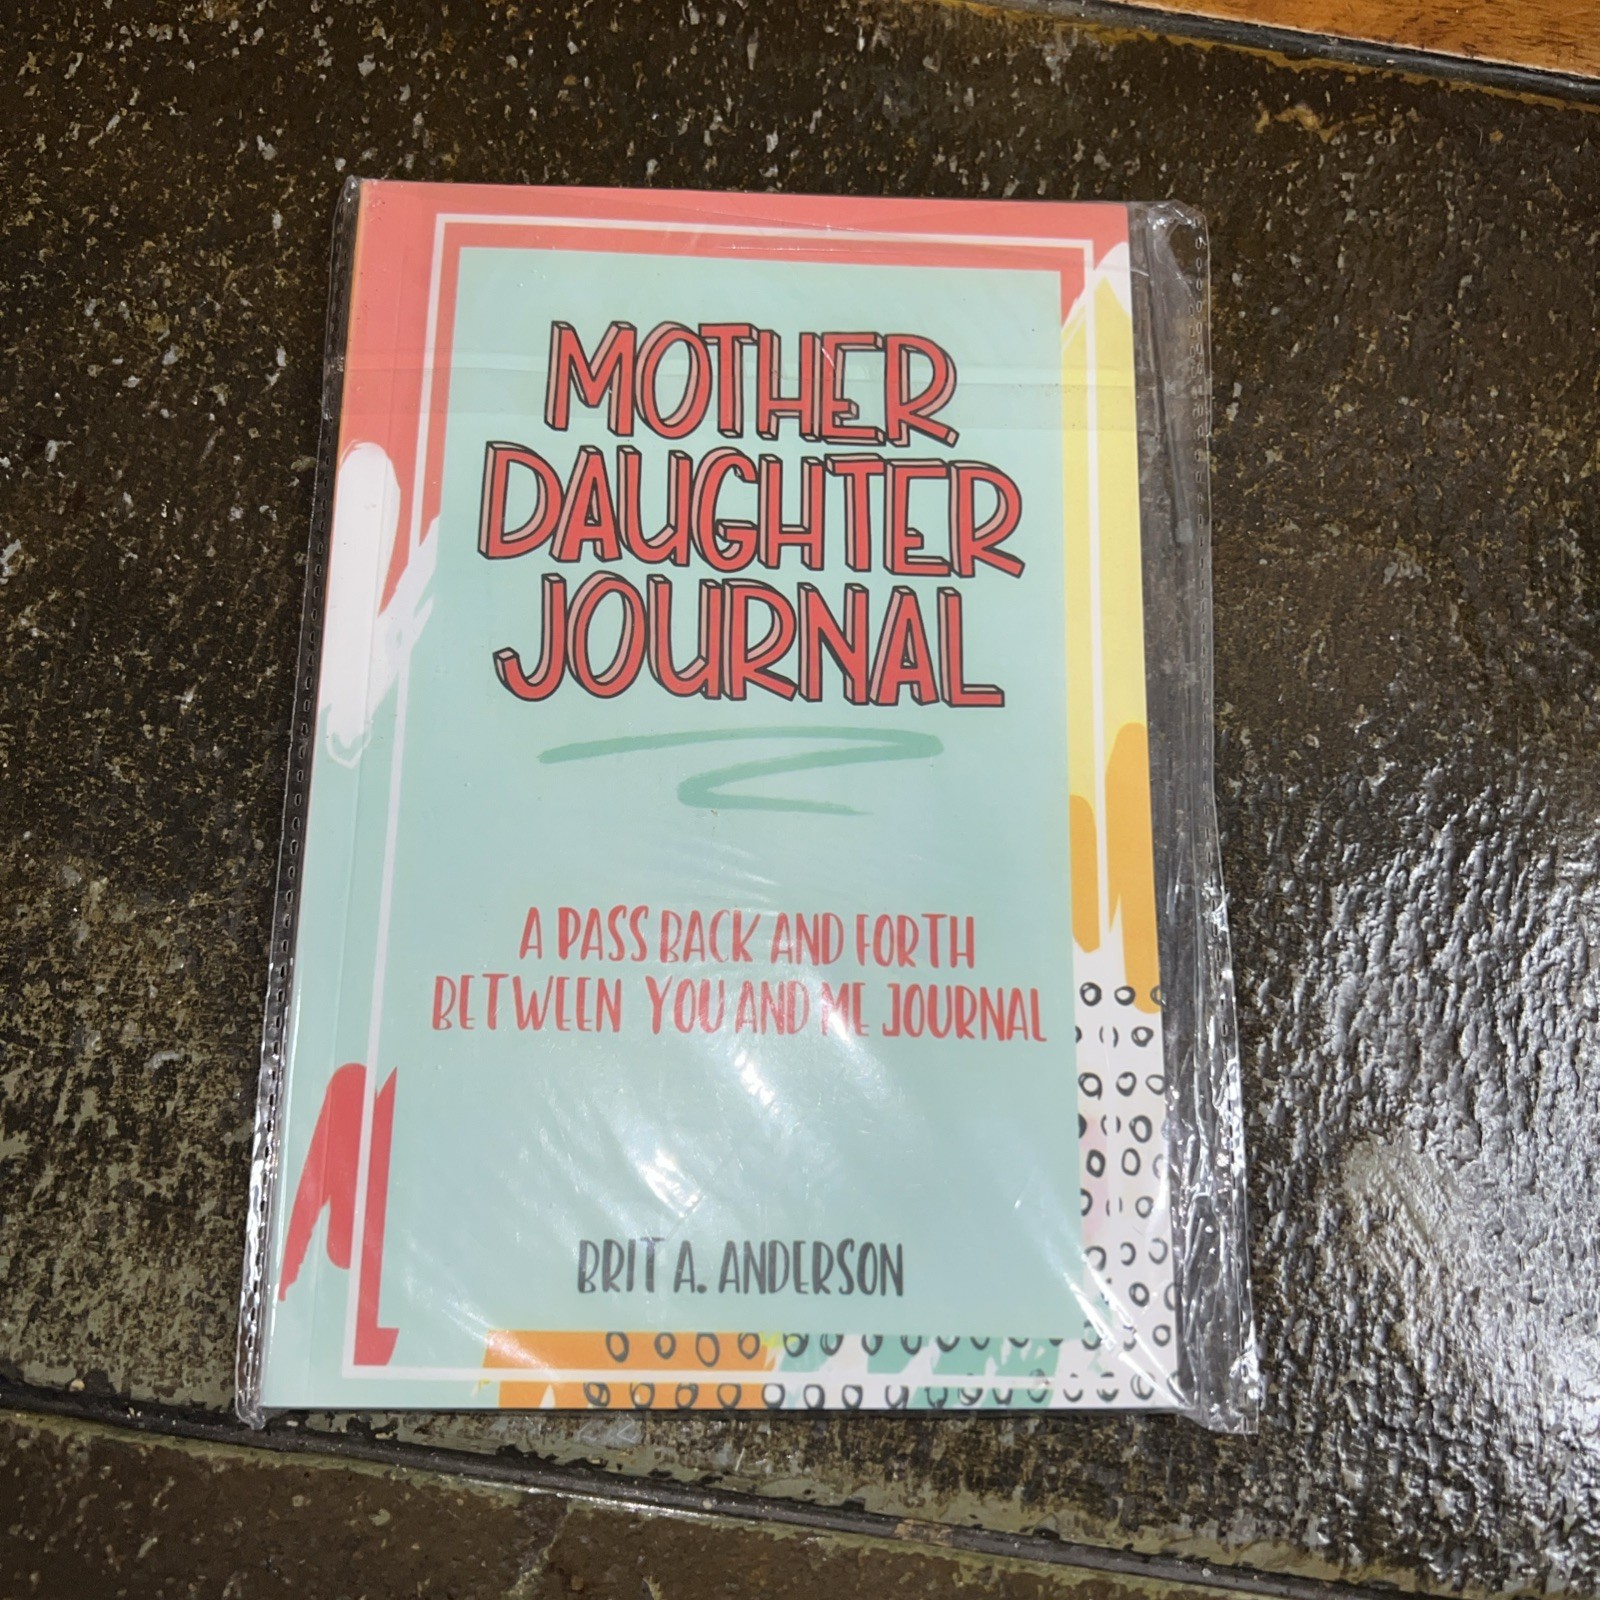 MOTHER
DAUGHTER
JOURNAL
A PASS BACK AND FORTH
BETWEEN YOU AND ME JOURNAL
BRIT A. ANDERSON